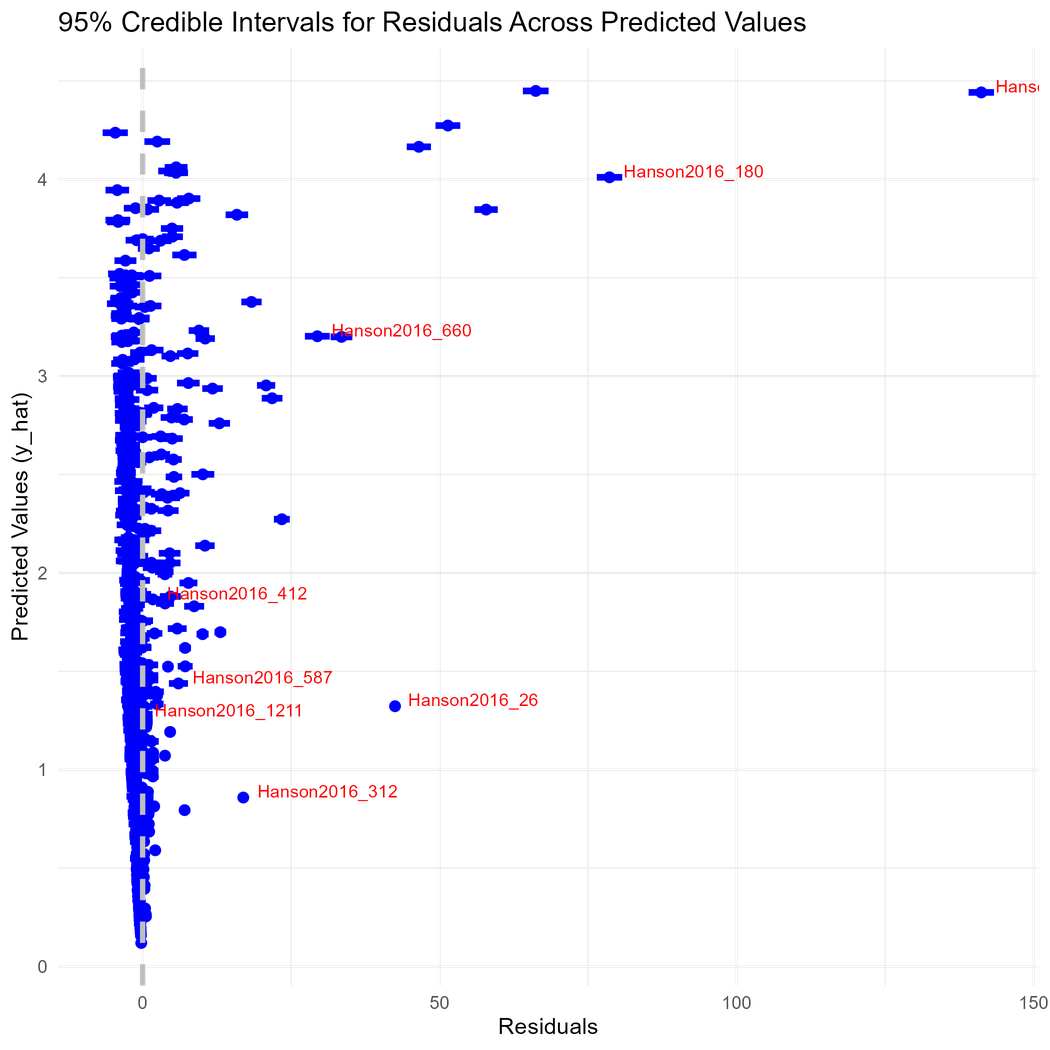 95% Credible Intervals for Residuals Across Predicted Values
Predicted Values (y_hat)
4
3
2
1
0
Hanson2016_180
Hanson2016_660
Hanson2016_412
Hanson2016_587
Hanson2016_26
Hanson2016_1211
Hanson2016_312
0
50
100
150
Residuals